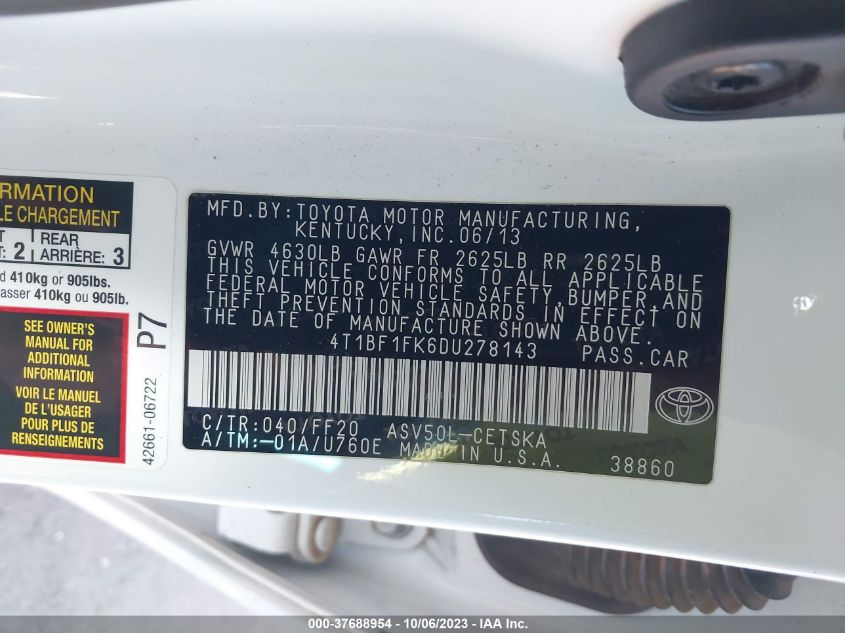 RMATION
E CHARGEMENT
T REAR
: 2 ARRIÈRE: 3
d 410kg or 905lbs.
asser 410kg ou 905lb.
SEE OWNER'S
MANUAL FOR
ADDITIONAL
INFORMATION
VOIR LE MANUEL
DE L'USAGER
POUR PLUS DE
RENSEIGNEMENTS
P7
42661-06722
MFD.BY:TOYOTA MOTOR MANUFACTURING,
KENTUCKY,INC.06/13
GVWR 4630LB GAWR FR 2625LB RR 2625LB
THIS VEHICLE CONFORMS TO ALL APPLICABLE
FEDERAL MOTOR VEHICLE SAFETY,BUMPER,AND
THEFT PREVENTION STANDARDS IN EFFECT ON
THE DATE OF MANUFACTURE SHOWN ABOVE.
4T1BF1FK6DU278143 PASS.CAR
C/TR:040/FF20 ASV50L-CETSKA
A/TM:-01A/U760E MADE IN U.S.A. 38860
000-37688954 - 10/06/2023 - IAA Inc.